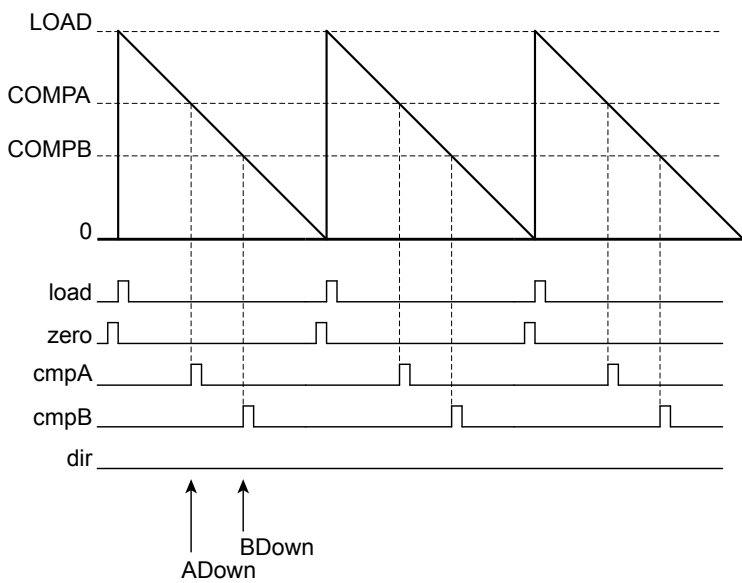 LOAD
COMPA
COMPB
0
load
zero
cmpA
cmpB
dir
BDown
ADown